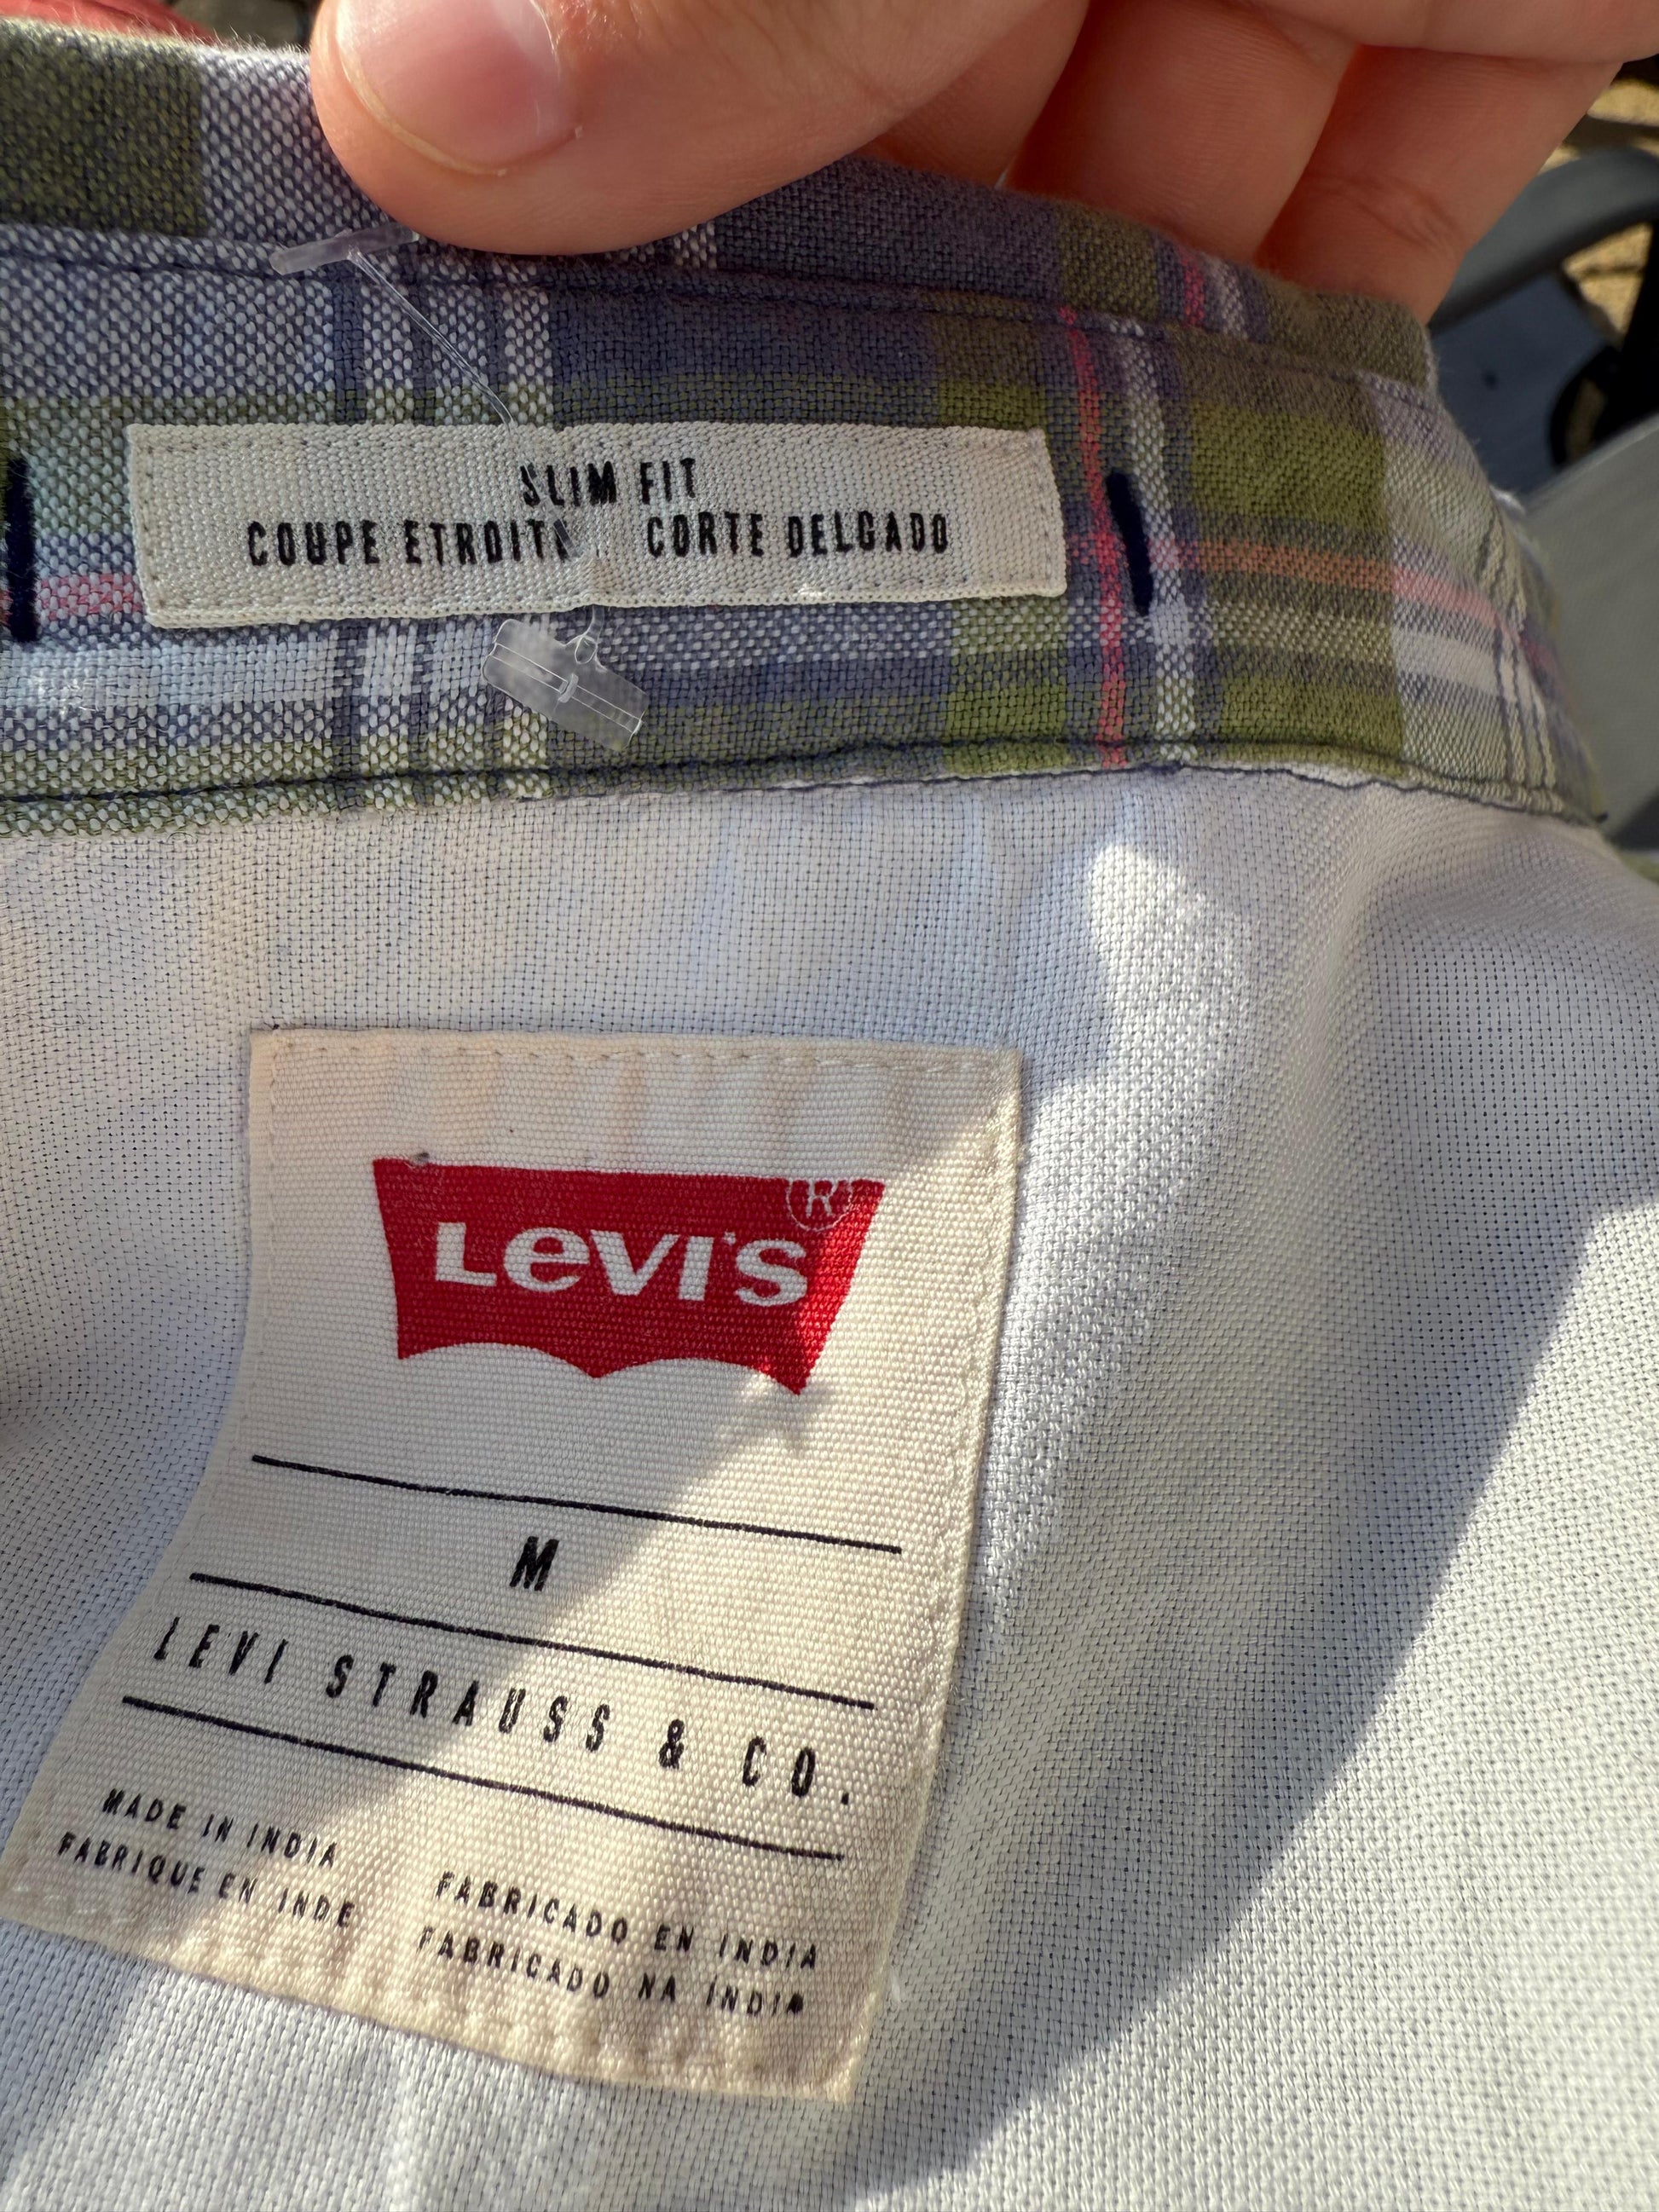 SLIM FIT
COUPE ETROITE CORTE DELGADO
LEVI'S ®
M
LEVI STRAUSS & CO.
MADE IN INDIA
FABRIQUE EN INDE
FABRICADO EN INDIA
FABRICADO NA ÍNDIA